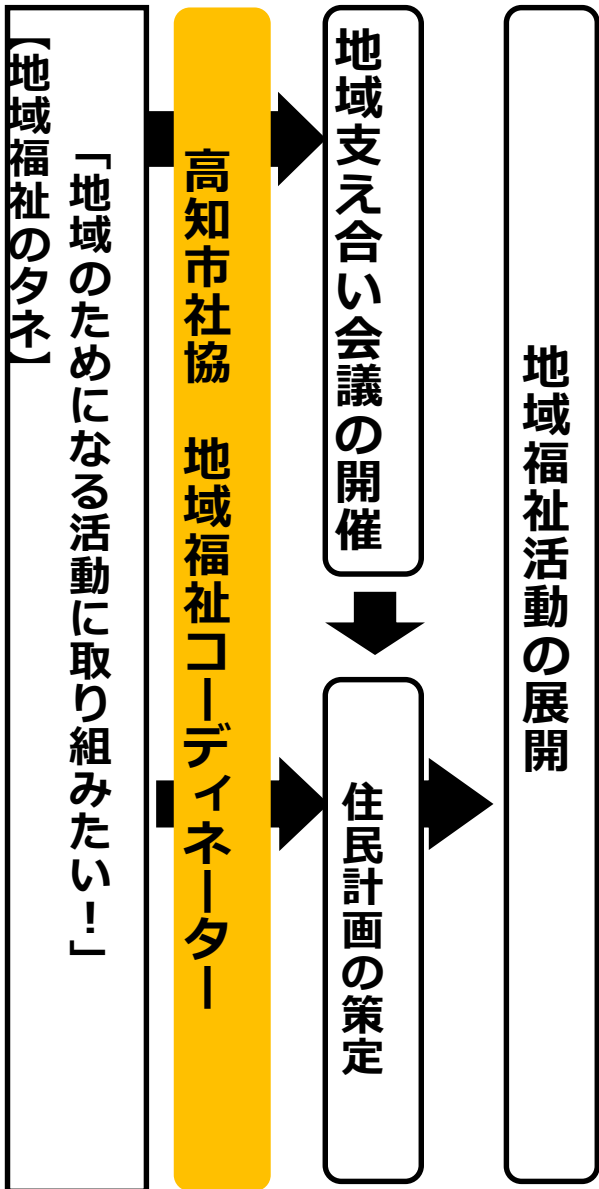 【地域福祉のタネ】
「地域のためになる活動に取り組みたい！」
高知市社協　地域福祉コーディネーター
地域支え合い会議の開催
住民計画の策定
地域福祉活動の展開